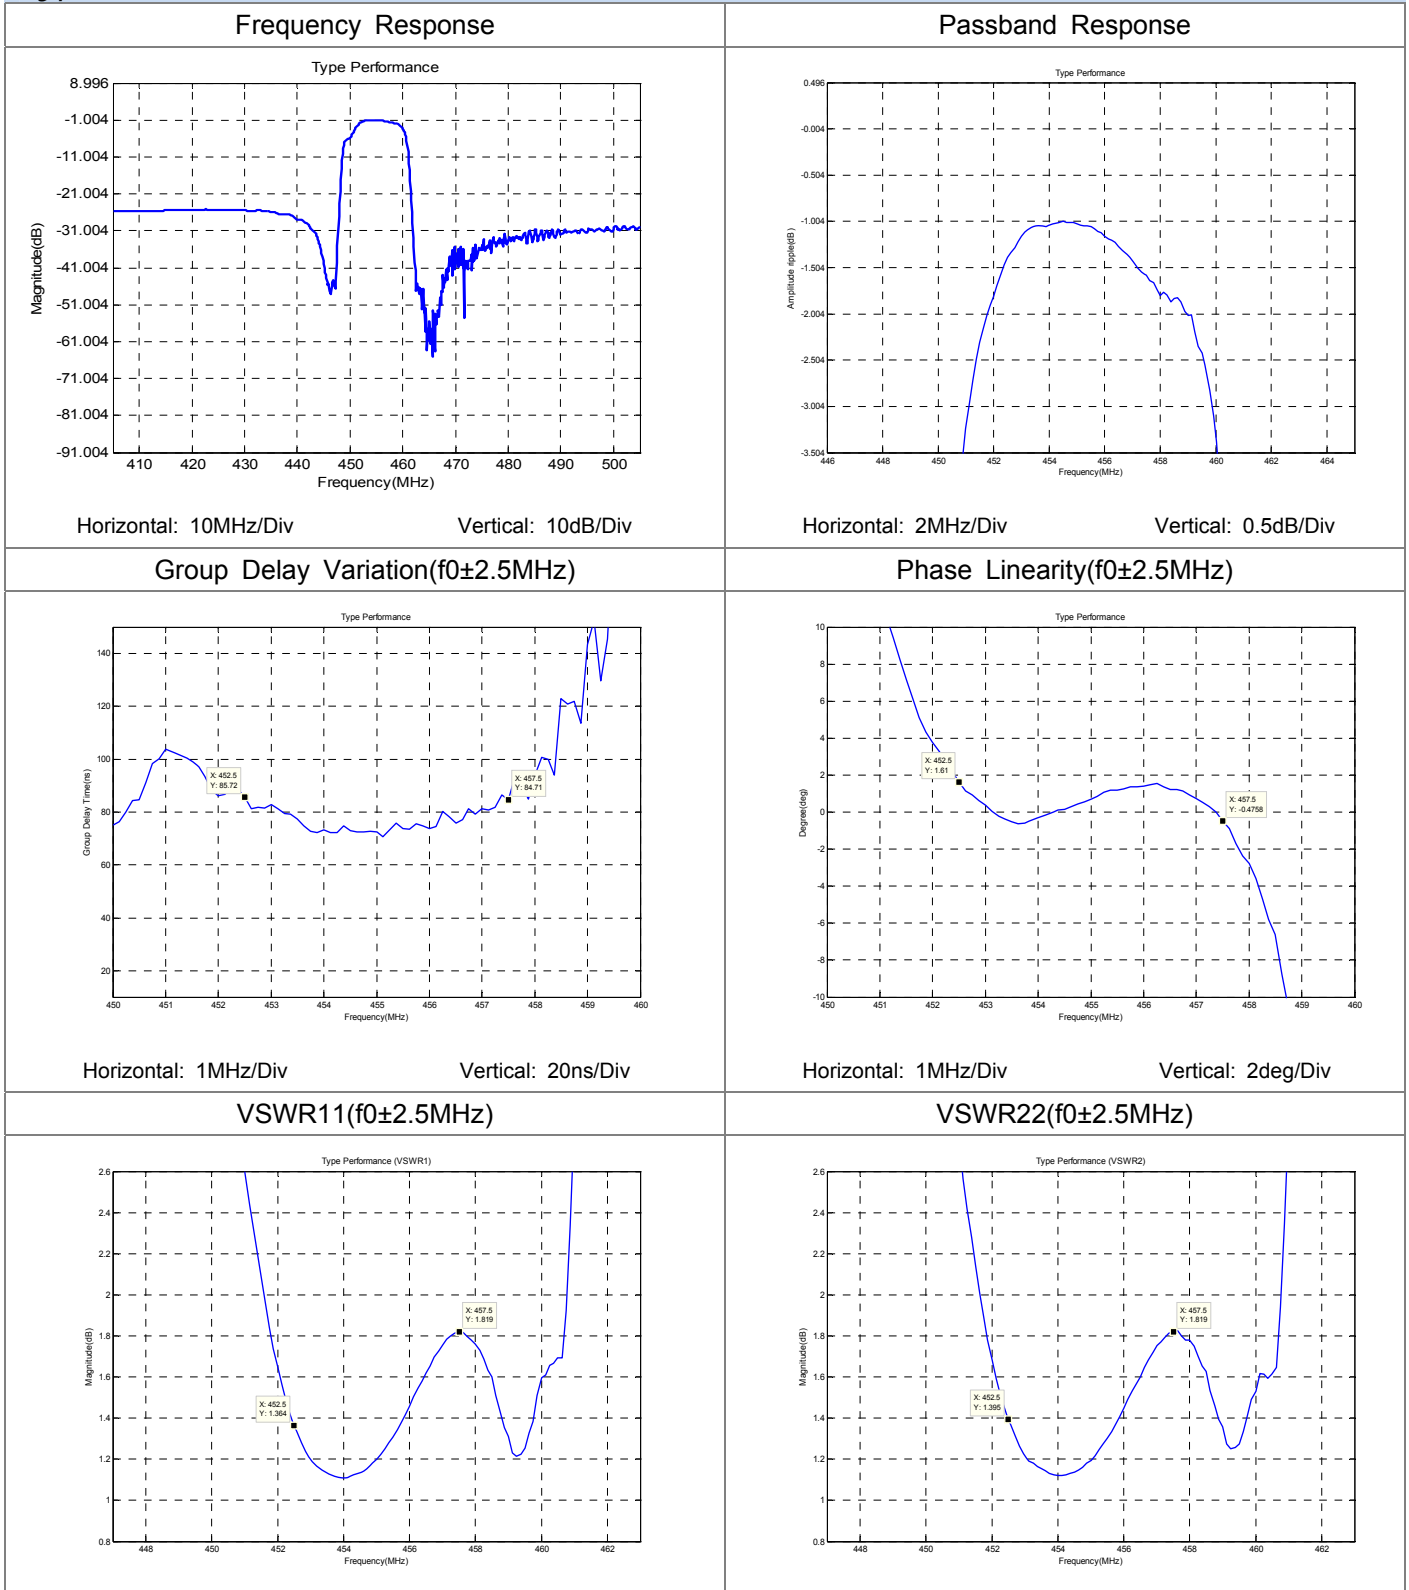 Frequency Response
Passband Response
Type Performance
8.996
-1.004
-11.004
-21.004
-31.004
-41.004
-51.004
-61.004
-71.004
-81.004
-91.004
Magnitude(dB)
410 420 430 440 450 460 470 480 490 500
Frequency(MHz)
Horizontal: 10MHz/Div Vertical: 10dB/Div
Type Performance
0.496
-0.004
-0.504
-1.004
-1.504
-2.004
-2.504
-3.004
-3.504
Amplitude ripple(dB)
446 448 450 452 454 456 458 460 462 464
Frequency(MHz)
Horizontal: 2MHz/Div Vertical: 0.5dB/Div
Group Delay Variation(f0±2.5MHz)
Phase Linearity(f0±2.5MHz)
Type Performance
140
120
100
80
60
40
20
Group Delay Time(ns)
X: 452.5
Y: 85.72
X: 457.5
Y: 84.71
450 451 452 453 454 455 456 457 458 459 460
Frequency(MHz)
Horizontal: 1MHz/Div Vertical: 20ns/Div
Type Performance
10
8
6
4
2
0
-2
-4
-6
-8
-10
Degree(deg)
X: 452.5
Y: 1.61
X: 457.5
Y: -0.4758
450 451 452 453 454 455 456 457 458 459 460
Frequency(MHz)
Horizontal: 1MHz/Div Vertical: 2deg/Div
VSWR11(f0±2.5MHz)
VSWR22(f0±2.5MHz)
Type Performance (VSWR1)
2.6
2.4
2.2
2
1.8
1.6
1.4
1.2
1
0.8
Magnitude(dB)
X: 457.5
Y: 1.819
X: 452.5
Y: 1.364
448 450 452 454 456 458 460 462
Frequency(MHz)
Type Performance (VSWR2)
2.6
2.4
2.2
2
1.8
1.6
1.4
1.2
1
0.8
Magnitude(dB)
X: 457.5
Y: 1.819
X: 452.5
Y: 1.395
448 450 452 454 456 458 460 462
Frequency(MHz)